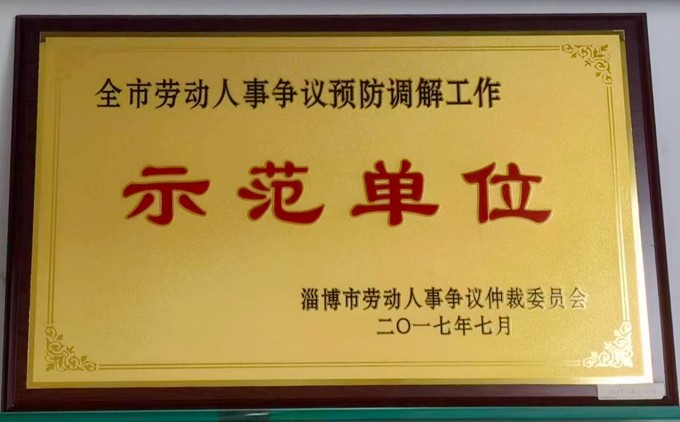 全市劳动人事争议预防调解工作
示范单位
淄博市劳动人事争议仲裁委员会
二〇一七年七月